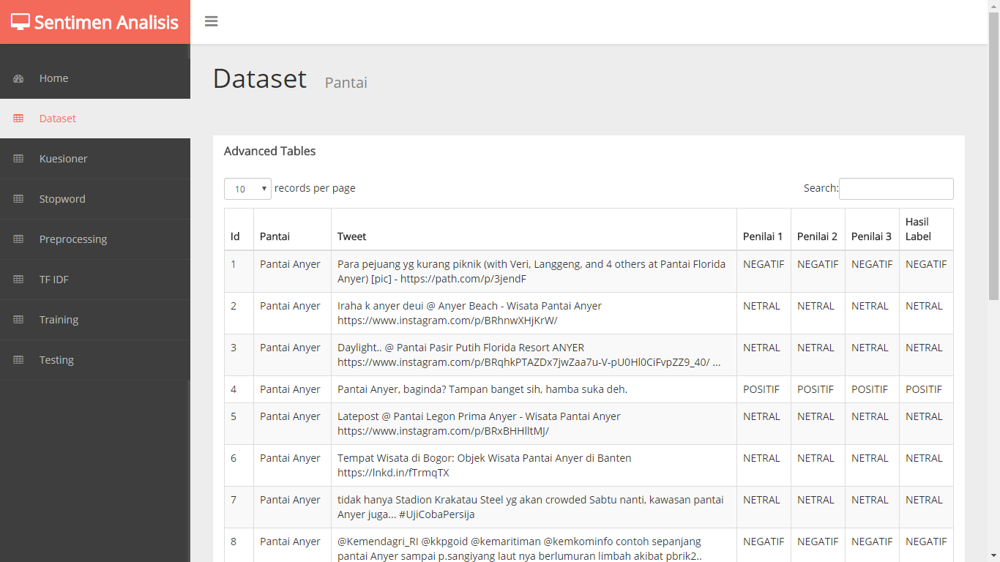 Sentimen Analisis
Home
Dataset
Kuesioner
Stopword
Preprocessing
TF IDF
Training
Testing
Dataset Pantai
Advanced Tables
10 records per page Search:
Id Pantai Tweet Penilai 1 Penilai 2 Penilai 3 Hasil Label
1 Pantai Anyer Para pejuang yg kurang piknik (with Veri, Langgeng, and 4 others at Pantai Florida NEGATIF NEGATIF NEGATIF NEGATIF
Anyer) [pic] - https://path.com/p/3jendF
2 Pantai Anyer Iraha k anyer deui @ Anyer Beach - Wisata Pantai Anyer NETRAL NETRAL NETRAL NETRAL
https://www.instagram.com/p/BRhnwXHjKrW/
3 Pantai Anyer Daylight.. @ Pantai Pasir Putih Florida Resort ANYER NETRAL NETRAL NETRAL NETRAL
https://www.instagram.com/p/BRqhkPTAZDx7jwZaa7u-V-pU0Hl0CiFvpZZ9_40/ ...
4 Pantai Anyer Pantai Anyer, baginda? Tampan banget sih, hamba suka deh. POSITIF POSITIF POSITIF POSITIF
5 Pantai Anyer Latepost @ Pantai Legon Prima Anyer - Wisata Pantai Anyer NETRAL NETRAL NETRAL NETRAL
https://www.instagram.com/p/BRxBHHlltMJ/
6 Pantai Anyer Tempat Wisata di Bogor: Objek Wisata Pantai Anyer di Banten NETRAL NETRAL NETRAL NETRAL
https://lnkd.in/fTrmqTX
7 Pantai Anyer tidak hanya Stadion Krakatau Steel yg akan crowded Sabtu nanti, kawasan pantai NETRAL NETRAL NETRAL NETRAL
Anyer juga... #UjiCobaPersija
8 Pantai Anyer @Kemendagri_RI @kkpgoid @kemaritiman @kemkominfo contoh sepanjang NEGATIF NEGATIF NEGATIF NEGATIF
pantai Anyer sampai p.sangiyang laut nya berlumuran limbah akibat pbrik2..